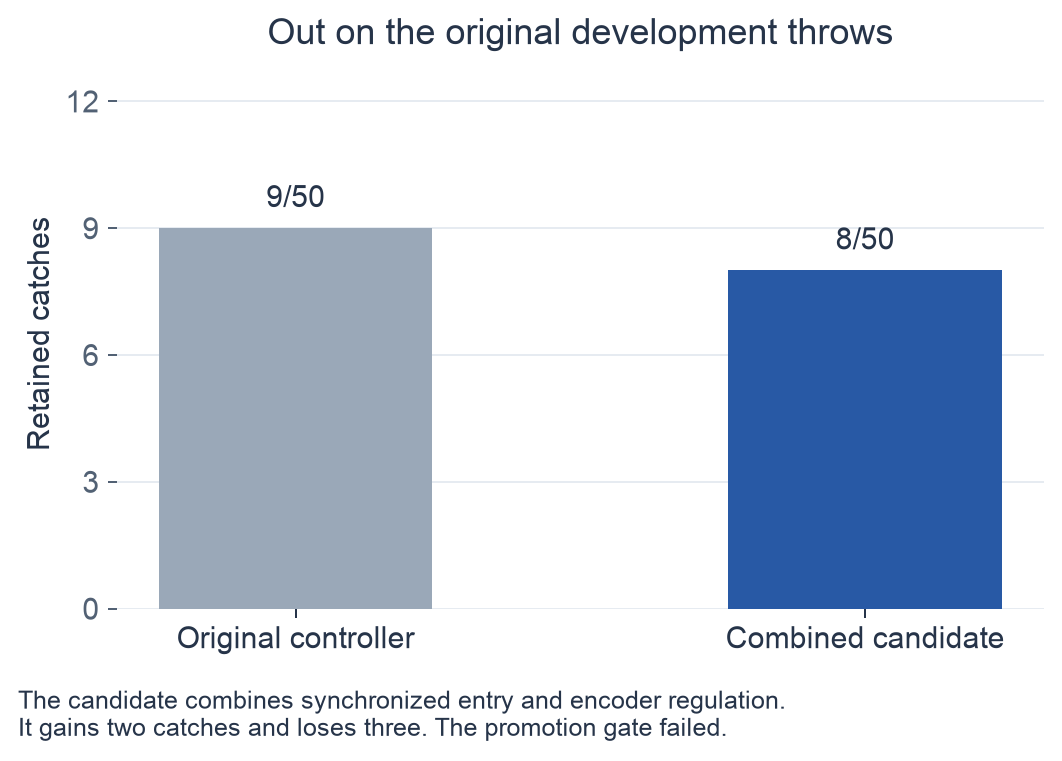 Out on the original development throws
12
9
6
3
0
Retained catches
9/50
8/50
Original controller
Combined candidate
The candidate combines synchronized entry and encoder regulation.
It gains two catches and loses three. The promotion gate failed.